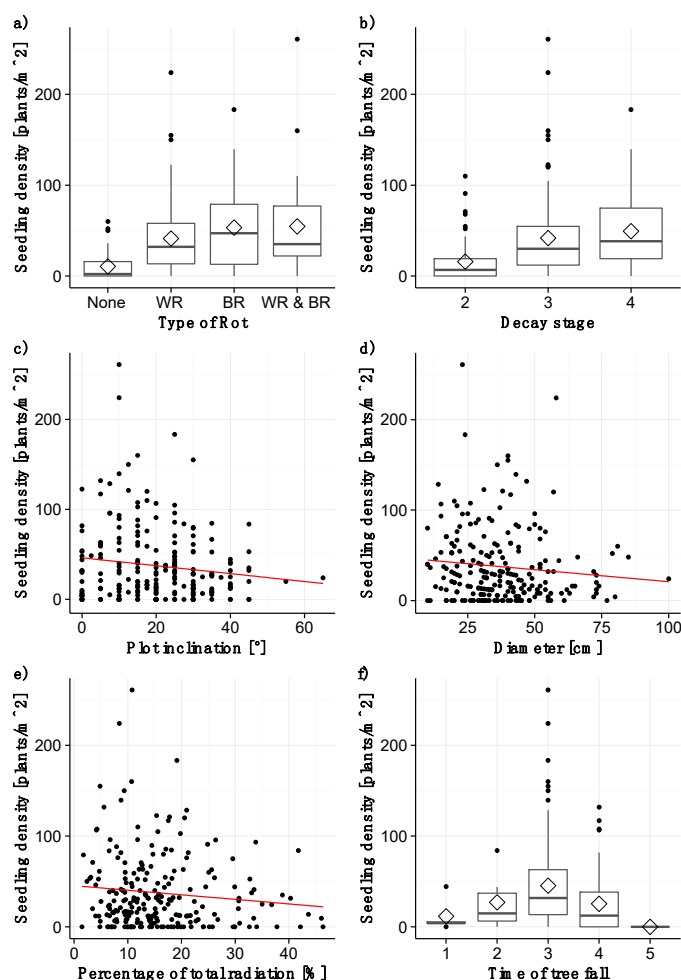 a)
Seedling density [plants/m^2]
200
100
0
None WR BR WR & BR
Type of Rot
b)
Seedling density [plants/m^2]
200
100
0
2 3 4
Decay stage
c)
Seedling density [plants/m^2]
200
100
0
0 20 40 60
Plot inclination [°]
d)
Seedling density [plants/m^2]
200
100
0
25 50 75 100
Diameter [cm]
e)
Seedling density [plants/m^2]
200
100
0
0 10 20 30 40
Percentage of total radiation [%]
f)
Seedling density [plants/m^2]
200
100
0
1 2 3 4 5
Time of tree fall